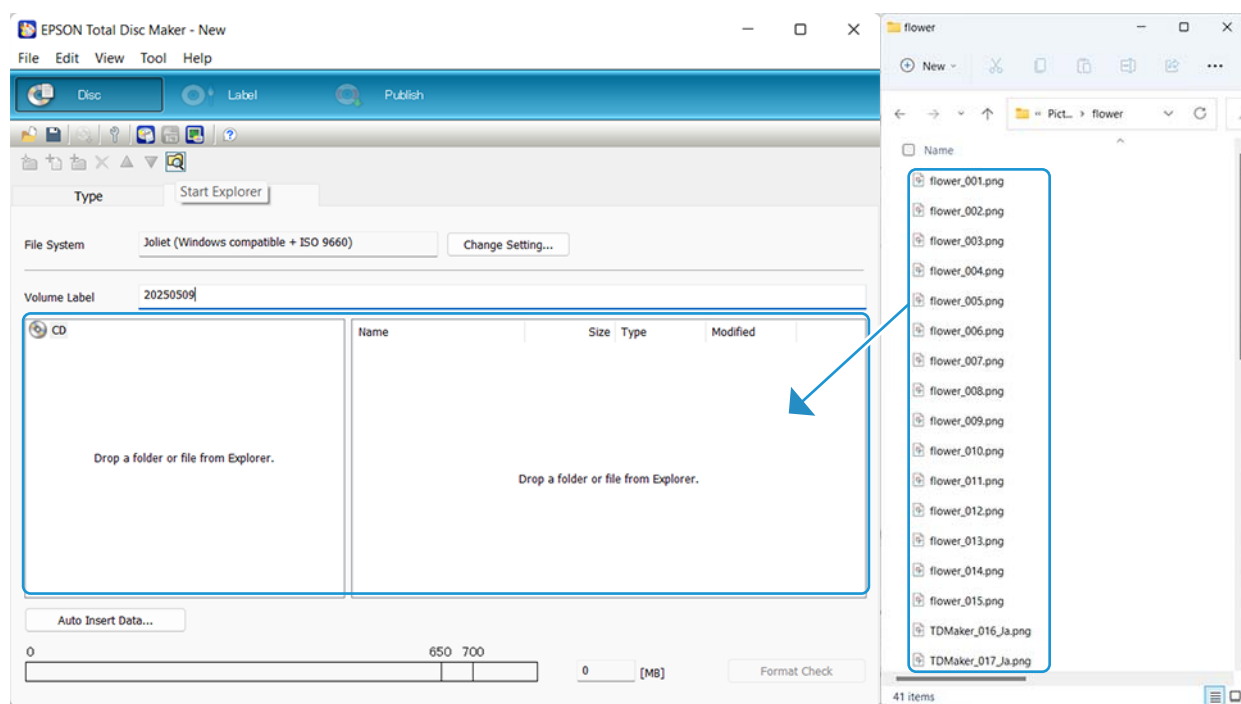 EPSON Total Disc Maker - New
File Edit View Tool Help
Disc Label Publish
Start Explorer
Type
File System Joliet (Windows compatible + ISO 9660) Change Setting...
Volume Label 20250509
CD
Name Size Type Modified
Drop a folder or file from Explorer.
Drop a folder or file from Explorer.
Auto Insert Data...
0 650 700
0 [MB] Format Check
flower
New
« Pict... › flower
Name
flower_001.png
flower_002.png
flower_003.png
flower_004.png
flower_005.png
flower_006.png
flower_007.png
flower_008.png
flower_009.png
flower_010.png
flower_011.png
flower_012.png
flower_013.png
flower_014.png
flower_015.png
TDMaker_016_Ja.png
TDMaker_017_Ja.png
41 items